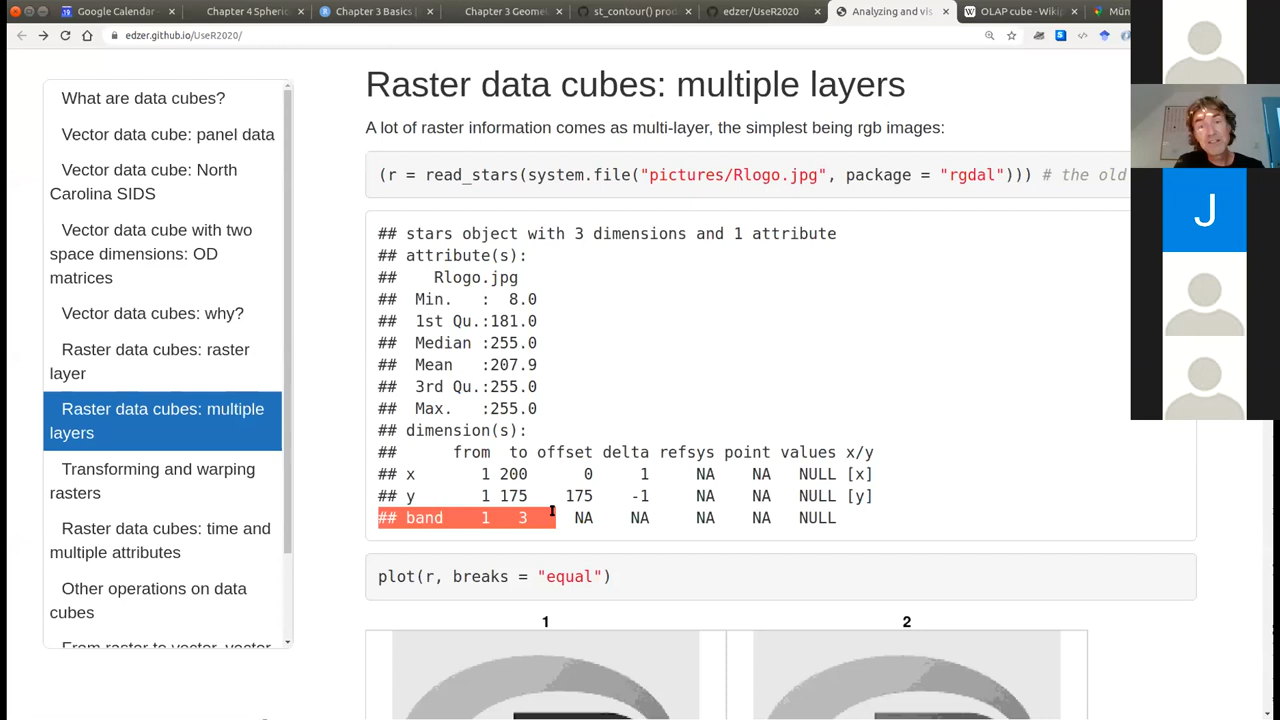 Google Calendar
Chapter 4 Spheric
Chapter 3 Basics
Chapter 3 Geomet
st_contour() prod
edzer/UseR2020
Analyzing and vis
OLAP cube - Wikip
Mün
edzer.github.io/UseR2020/
What are data cubes?
Vector data cube: panel data
Vector data cube: North
Carolina SIDS
Vector data cube with two
space dimensions: OD
matrices
Vector data cubes: why?
Raster data cubes: raster
layer
Raster data cubes: multiple
layers
Transforming and warping
rasters
Raster data cubes: time and
multiple attributes
Other operations on data
cubes
From raster to vector, vector
Raster data cubes: multiple layers
A lot of raster information comes as multi-layer, the simplest being rgb images:
(r = read_stars(system.file("pictures/Rlogo.jpg", package = "rgdal"))) # the old
## stars object with 3 dimensions and 1 attribute
## attribute(s):
##    Rlogo.jpg
##  Min.   :  8.0
##  1st Qu.:181.0
##  Median :255.0
##  Mean   :207.9
##  3rd Qu.:255.0
##  Max.   :255.0
## dimension(s):
##      from  to offset delta refsys point values x/y
## x       1 200      0     1     NA    NA   NULL [x]
## y       1 175    175    -1     NA    NA   NULL [y]
## band    1   3     NA    NA     NA    NA   NULL
plot(r, breaks = "equal")
1
2
J